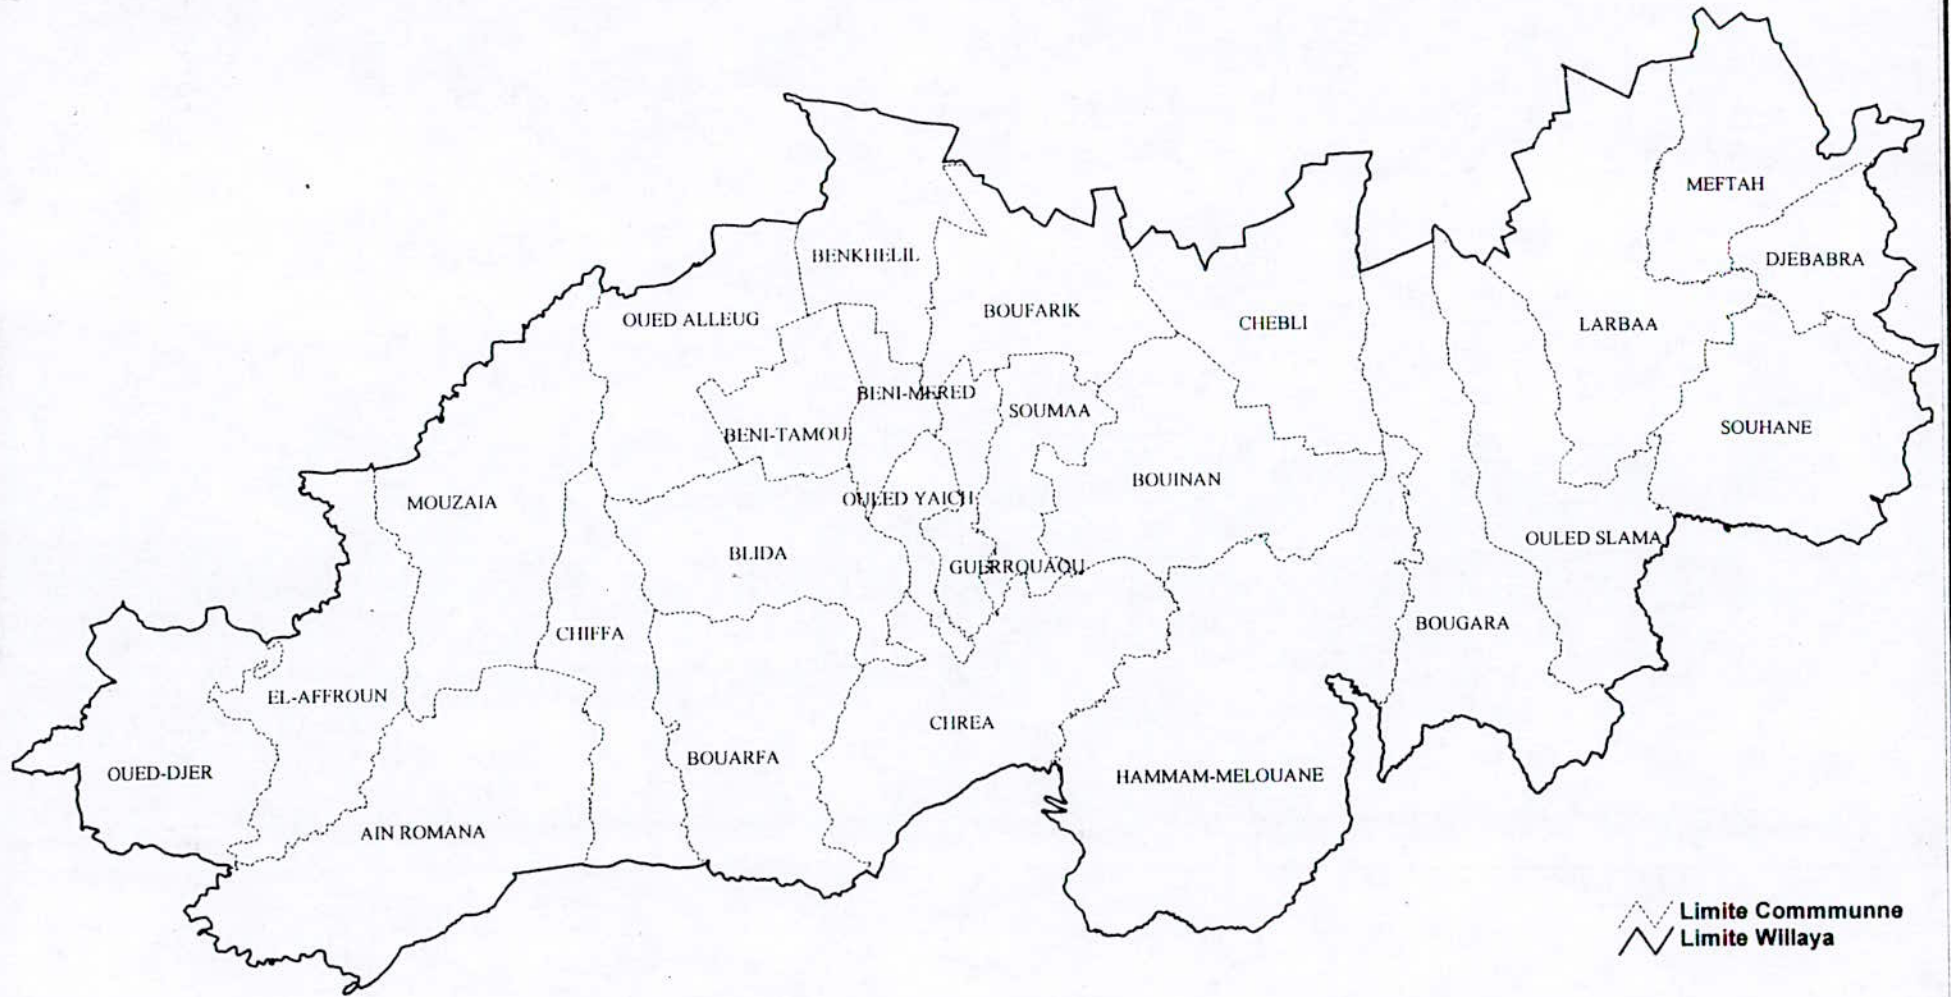 MEFTAH
BENKHELIL
DJEBABRA
BOUFARIK
OUED ALLEUG
CHEBLI
LARBAA
BENI-MERED
SOUMAA
SOUHANE
BENI-TAMOU
BOUINAN
MOUZAIA
OULED YAICH
OULED SLAMA
BLIDA
GUERROUAOU
BOUGARA
CHIFFA
EL-AFFROUN
CHREA
BOUARFA
OUED-DJER
HAMMAM-MELOUANE
AIN ROMANA
Limite Commmunne
Limite Willaya